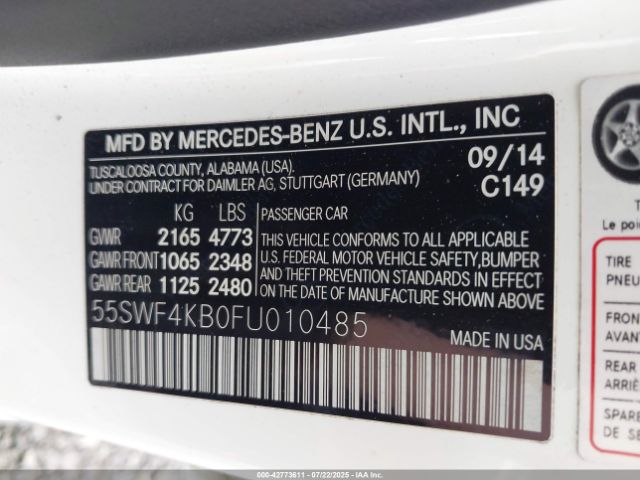 MFD BY MERCEDES-BENZ U.S. INTL., INC
TUSCALOOSA COUNTY, ALABAMA (USA). 09/14
UNDER CONTRACT FOR DAIMLER AG, STUTTGART (GERMANY) C149
KG LBS PASSENGER CAR
GVWR 2165 4773
GAWR FRONT 1065 2348
GAWR REAR 1125 2480
THIS VEHICLE CONFORMS TO ALL APPLICABLE
U.S. FEDERAL MOTOR VEHICLE SAFETY, BUMPER
AND THEFT PREVENTION STANDARDS IN EFFECT
ON THE DATE OF MANUFACTURE SHOWN ABOVE.
55SWF4KB0FU010485
MADE IN USA
Le po
TIRE
PNEU
FRON
AVAN
REAR
ARRIÈ
SPARE
DE SE
000-42773611 - 07/22/2025 - IAA Inc.